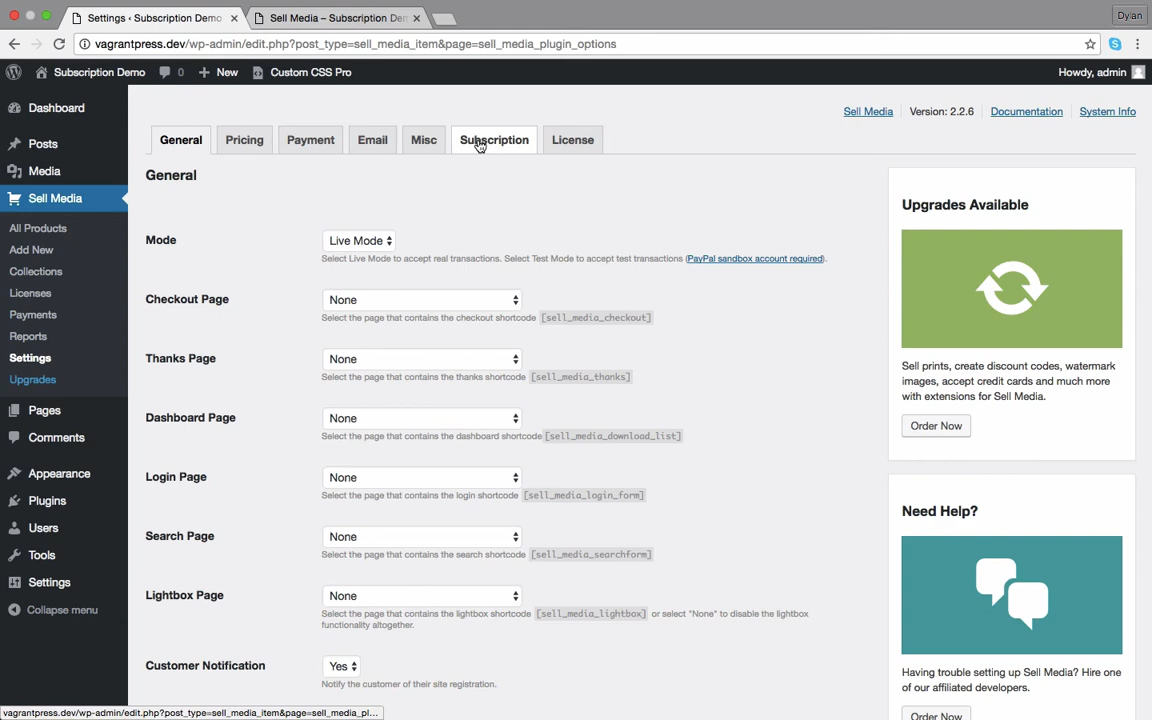 Settings ‹ Subscription Demo
Sell Media – Subscription Dem
Dylan
vagrantpress.dev/wp-admin/edit.php?post_type=sell_media_item&page=sell_media_plugin_options
Subscription Demo
0
New
Custom CSS Pro
Howdy, admin
Dashboard
Posts
Media
Sell Media
All Products
Add New
Collections
Licenses
Payments
Reports
Settings
Upgrades
Pages
Comments
Appearance
Plugins
Users
Tools
Settings
Collapse menu
Sell Media
Version: 2.2.6
Documentation
System Info
General
Pricing
Payment
Email
Misc
Subscription
License
General
Mode
Live Mode
Select Live Mode to accept real transactions. Select Test Mode to accept test transactions (PayPal sandbox account required).
Checkout Page
None
Select the page that contains the checkout shortcode [sell_media_checkout]
Thanks Page
None
Select the page that contains the thanks shortcode [sell_media_thanks]
Dashboard Page
None
Select the page that contains the dashboard shortcode [sell_media_download_list]
Login Page
None
Select the page that contains the login shortcode [sell_media_login_form]
Search Page
None
Select the page that contains the search shortcode [sell_media_searchform]
Lightbox Page
None
Select the page that contains the lightbox shortcode [sell_media_lightbox] or select "None" to disable the lightbox
functionality altogether.
Customer Notification
Yes
Notify the customer of their site registration.
Upgrades Available
Sell prints, create discount codes, watermark
images, accept credit cards and much more
with extensions for Sell Media.
Order Now
Need Help?
Having trouble setting up Sell Media? Hire one
of our affiliated developers.
Order Now
vagrantpress.dev/wp-admin/edit.php?post_type=sell_media_item&page=sell_media_pl...